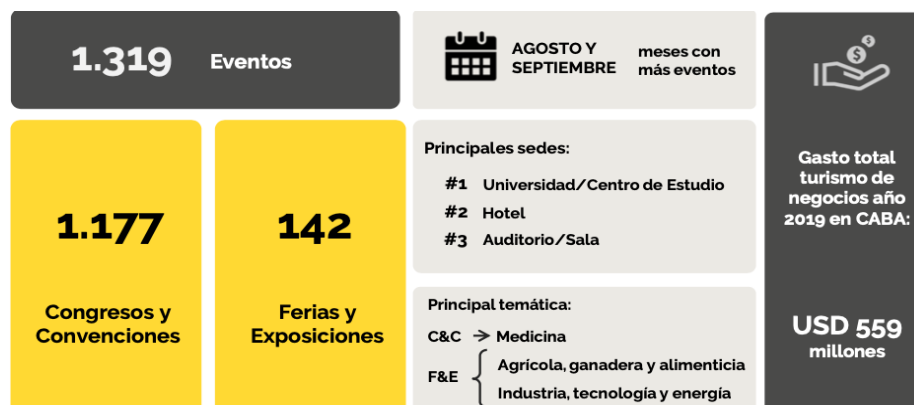 1.319 Eventos
AGOSTO Y
SEPTIEMBRE
meses con
más eventos
1.177
Congresos y
Convenciones
142
Ferias y
Exposiciones
Principales sedes:
#1 Universidad/Centro de Estudio
#2 Hotel
#3 Auditorio/Sala
Principal temática:
C&C → Medicina
F&E
Agrícola, ganadera y alimenticia
Industria, tecnología y energía
$ $
Gasto total
turismo de
negocios año
2019 en CABA:
USD 559
millones